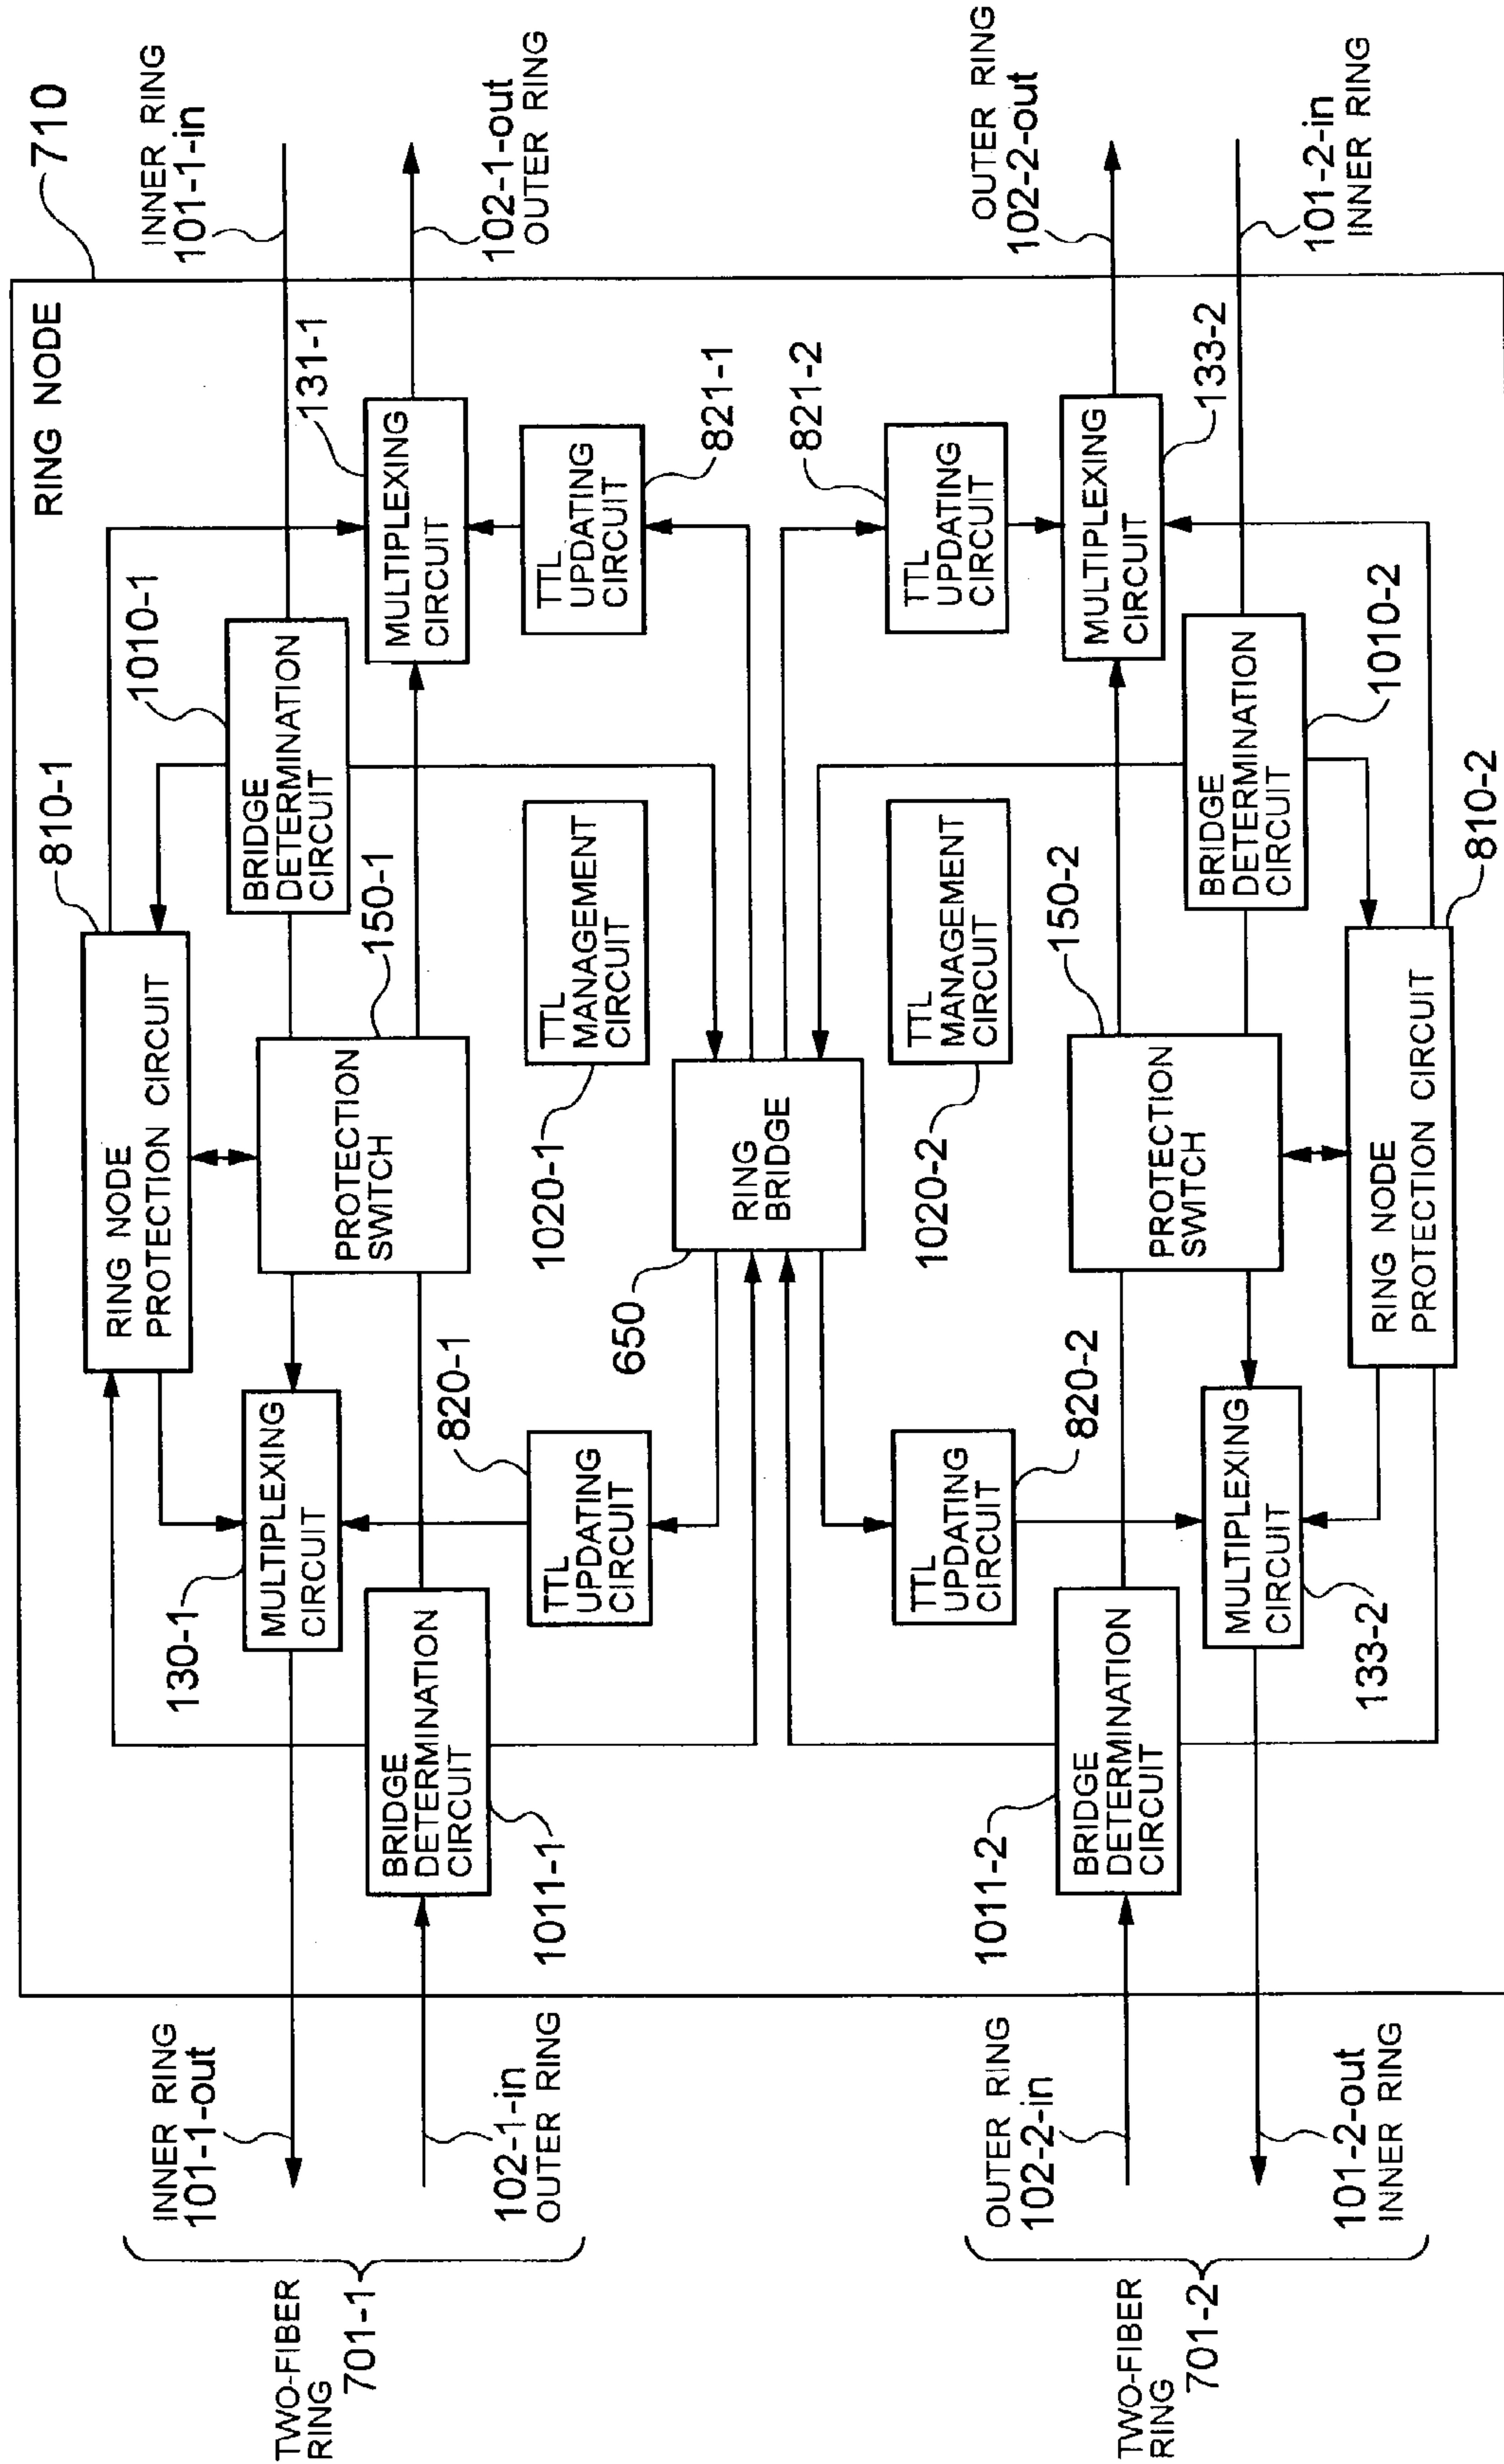 710
RING NODE
INNER RING
101-1-in
102-1-out
OUTER RING
OUTER RING
102-2-out
101-2-in
INNER RING
131-1
MULTIPLEXING
CIRCUIT
TTL
UPDATING
CIRCUIT
821-1
821-2
TTL
UPDATING
CIRCUIT
MULTIPLEXING
CIRCUIT
133-2
1010-1
BRIDGE
DETERMINATION
CIRCUIT
BRIDGE
DETERMINATION
CIRCUIT
1010-2
810-1
RING NODE
PROTECTION CIRCUIT
150-1
PROTECTION
SWITCH
TTL
MANAGEMENT
CIRCUIT
1020-1
RING
BRIDGE
650
TTL
MANAGEMENT
CIRCUIT
1020-2
150-2
PROTECTION
SWITCH
RING NODE
PROTECTION CIRCUIT
810-2
130-1
MULTIPLEXING
CIRCUIT
820-1
TTL
UPDATING
CIRCUIT
TTL
UPDATING
CIRCUIT
820-2
MULTIPLEXING
CIRCUIT
133-2
BRIDGE
DETERMINATION
CIRCUIT
1011-1
1011-2
BRIDGE
DETERMINATION
CIRCUIT
INNER RING
101-1-out
102-1-in
OUTER RING
OUTER RING
102-2-in
101-2-out
INNER RING
TWO-FIBER
RING
701-1
TWO-FIBER
RING
701-2